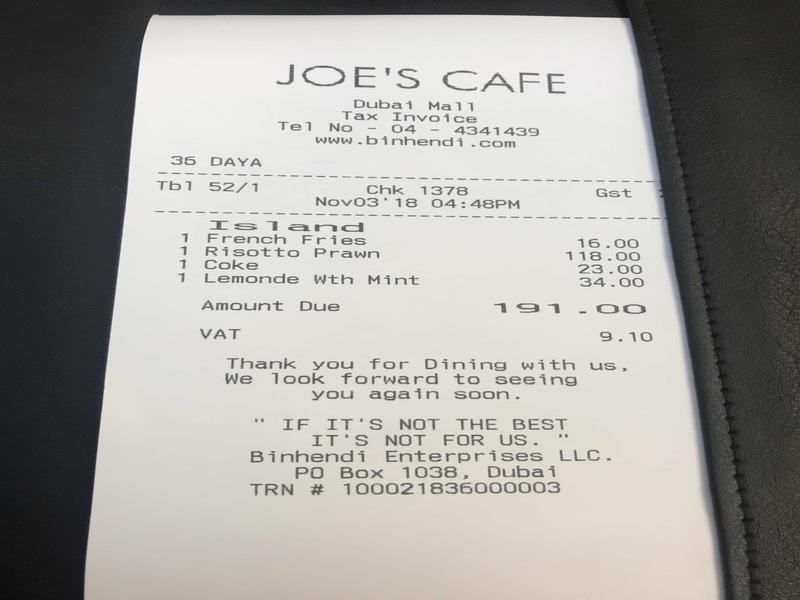 JOE'S CAFE
Dubai Mall
Tax Invoice
Tel No - 04 - 4341439
www.binhendi.com
36 DAYA
Tbl 52/1 Chk 1378 Gst
Nov03'18 04:48PM
Island
1 French Fries 16.00
1 Risotto Prawn 118.00
1 Coke 23.00
1 Lemonde Wth Mint 34.00
Amount Due 191.00
VAT 9.10
Thank you for Dining with us,
We look forward to seeing
you again soon.
" IF IT'S NOT THE BEST
IT'S NOT FOR US. "
Binhendi Enterprises LLC.
PO Box 1038, Dubai
TRN # 100021836000003